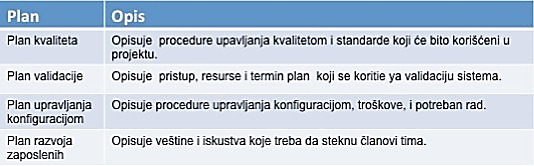 Plan Opis
Plan kvaliteta Opisuje procedure upavljanja kvalitetom i standarde koji će bito korišćeni u
projektu.
Plan validacije Opisuje pristup, resurse i termin plan koji se koritie ya validaciju sistema.
Plan upravljanja Opisuje procedure upravljanja konfiguracijom, troškove, i potreban rad.
konfiguracijom
Plan razvoja Opisuje veštine i iskustva koje treba da steknu članovi tima.
zaposlenih